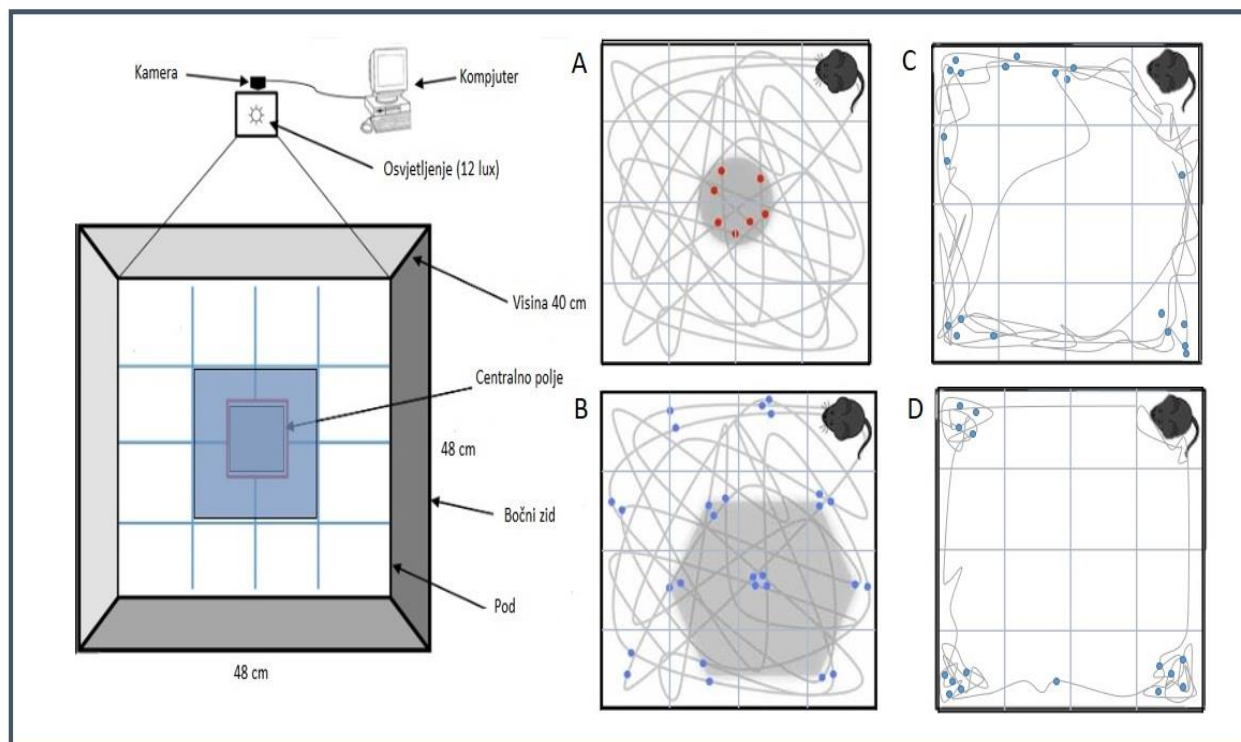 Kamera
Kompjuter
Osvjetljenje (12 lux)
Visina 40 cm
Centralno polje
48 cm
Bočni zid
Pod
48 cm
A
B
C
D